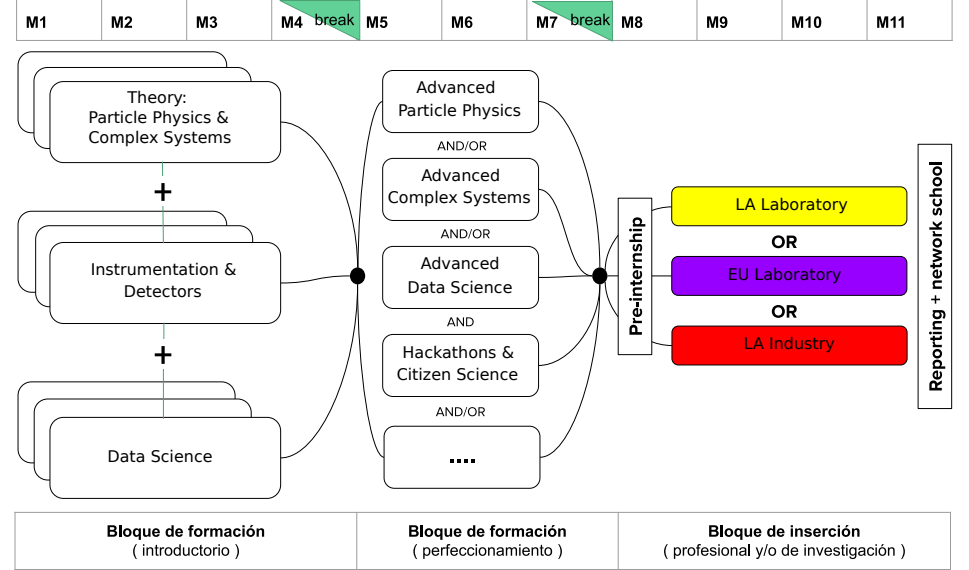 M1 M2 M3 M4 break M5 M6 M7 break M8 M9 M10 M11
Theory:
Particle Physics &
Complex Systems
+
Instrumentation &
Detectors
+
Data Science
Advanced
Particle Physics
AND/OR
Advanced
Complex Systems
AND/OR
Advanced
Data Science
AND
Hackathons &
Citizen Science
AND/OR
....
Pre-internship
LA Laboratory
OR
EU Laboratory
OR
LA Industry
Reporting + network school
Bloque de formación
( introductorio )
Bloque de formación
( perfeccionamiento )
Bloque de inserción
( profesional y/o de investigación )